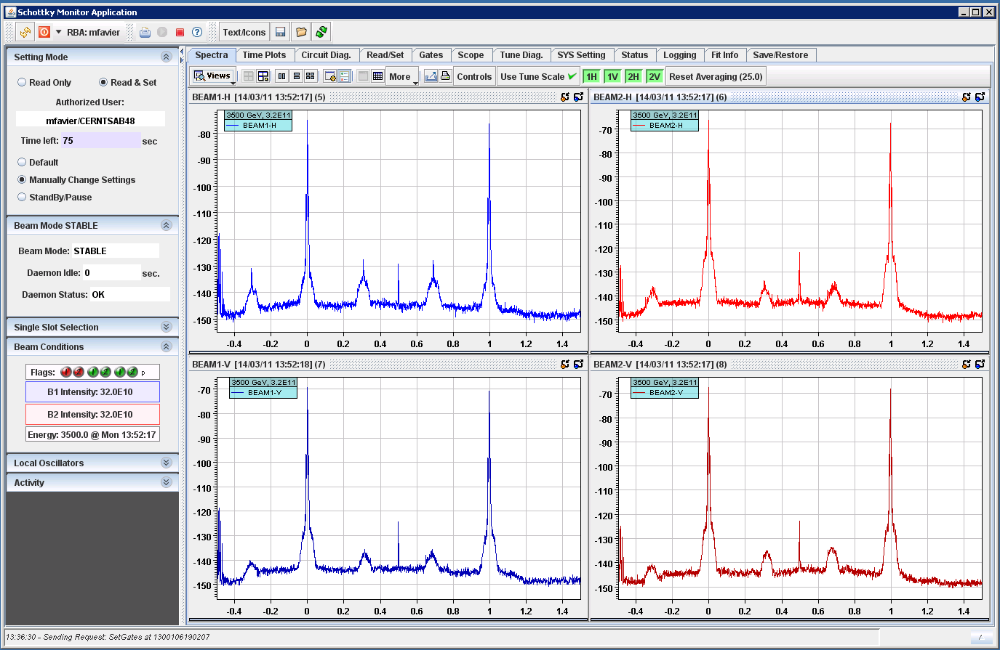 Schottky Monitor Application
RBA: mfavier
Text/Icons
Setting Mode
Read Only
Read & Set
Authorized User:
mfavier/CERNTSAB48
Time left: 75 sec
Default
Manually Change Settings
StandBy/Pause
Beam Mode STABLE
Beam Mode: STABLE
Daemon Idle: 0 sec.
Daemon Status: OK
Single Slot Selection
Beam Conditions
Flags: 1 2 1 2 1 2 p
B1 Intensity: 32.0E10
B2 Intensity: 32.0E10
Energy: 3500.0 @ Mon 13:52:17
Local Oscillators
Activity
Spectra Time Plots Circuit Diag. Read/Set Gates Scope Tune Diag. SYS Setting Status Logging Fit Info Save/Restore
Views More Controls Use Tune Scale 1H 1V 2H 2V Reset Averaging (25.0)
BEAM1-H [14/03/11 13:52:17] (5)
3500 GeV, 3.2E11
BEAM1-H
-80
-90
-100
-110
-120
-130
-140
-150
-0.4 -0.2 0 0.2 0.4 0.6 0.8 1 1.2 1.4
BEAM2-H [14/03/11 13:52:17] (6)
3500 GeV, 3.2E11
BEAM2-H
-70
-80
-90
-100
-110
-120
-130
-140
-150
-0.4 -0.2 0 0.2 0.4 0.6 0.8 1 1.2 1.4
BEAM1-V [14/03/11 13:52:18] (7)
3500 GeV, 3.2E11
BEAM1-V
-70
-80
-90
-100
-110
-120
-130
-140
-150
-0.4 -0.2 0 0.2 0.4 0.6 0.8 1 1.2 1.4
BEAM2-V [14/03/11 13:52:17] (8)
3500 GeV, 3.2E11
BEAM2-V
-70
-80
-90
-100
-110
-120
-130
-140
-150
-0.4 -0.2 0 0.2 0.4 0.6 0.8 1 1.2 1.4
13:36:30 - Sending Request: SetGates at 1300106190207